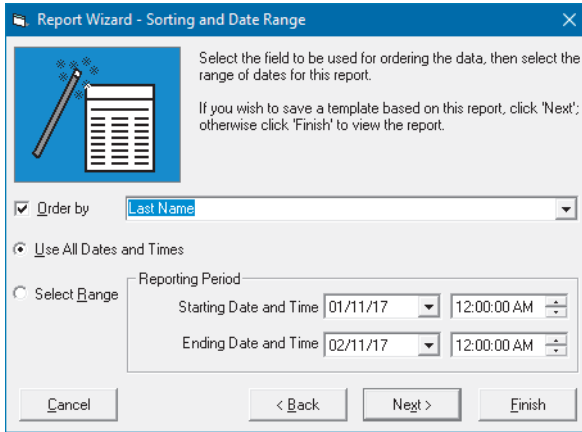 Report Wizard - Sorting and Date Range
Select the field to be used for ordering the data, then select the
range of dates for this report.
If you wish to save a template based on this report, click 'Next';
otherwise click 'Finish' to view the report.
Order by Last Name
Use All Dates and Times
Select Range
Reporting Period
Starting Date and Time 01/11/17 12:00:00 AM
Ending Date and Time 02/11/17 12:00:00 AM
Cancel < Back Next > Finish